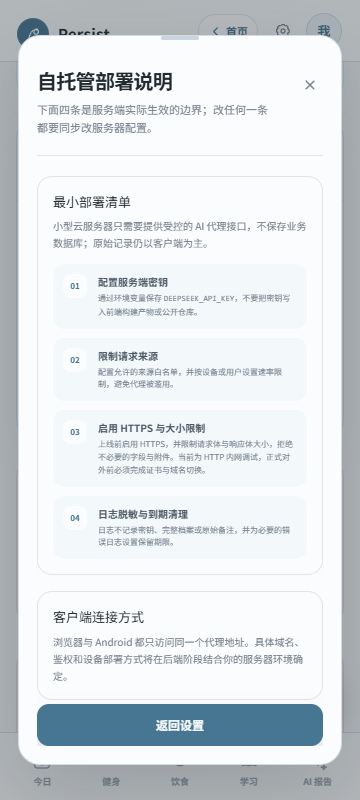 Persist
首页
我
自托管部署说明
下面四条是服务端实际生效的边界；改任何一条
都要同步改服务器配置。
最小部署清单
小型云服务器只需要提供受控的 AI 代理接口，不保存业务
数据库；原始记录仍以客户端为主。
01
配置服务端密钥
通过环境变量保存 DEEPSEEK_API_KEY，不要把密钥写
入前端构建产物或公开仓库。
02
限制请求来源
配置允许的来源白名单，并按设备或用户设置速率限
制，避免代理被滥用。
03
启用 HTTPS 与大小限制
上线前启用 HTTPS，并限制请求体与响应体大小，拒绝
不必要的字段与附件。当前为 HTTP 内网调试，正式对
外前必须完成证书与域名切换。
04
日志脱敏与到期清理
日志不记录密钥、完整档案或原始备注，并为必要的错
误日志设置保留期限。
客户端连接方式
浏览器与 Android 都只访问同一个代理地址。具体域名、
鉴权和设备部署方式将在后端阶段结合你的服务器环境确
定。
返回设置
今日
健身
饮食
学习
AI 报告